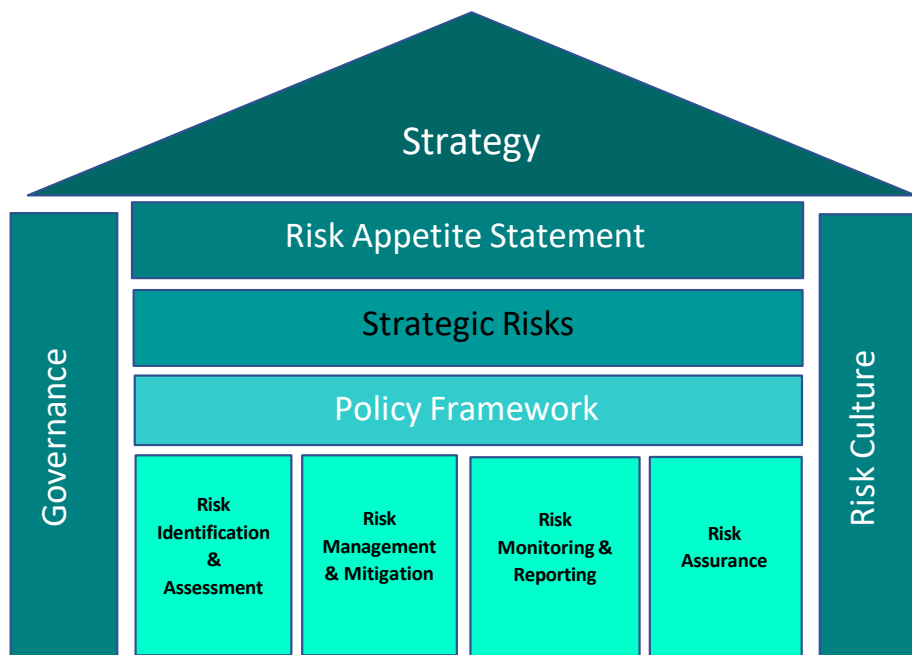 Strategy
Risk Appetite Statement
Strategic Risks
Policy Framework
Governance
Risk
Identification
&
Assessment
Risk
Management
& Mitigation
Risk
Monitoring &
Reporting
Risk
Assurance
Risk Culture